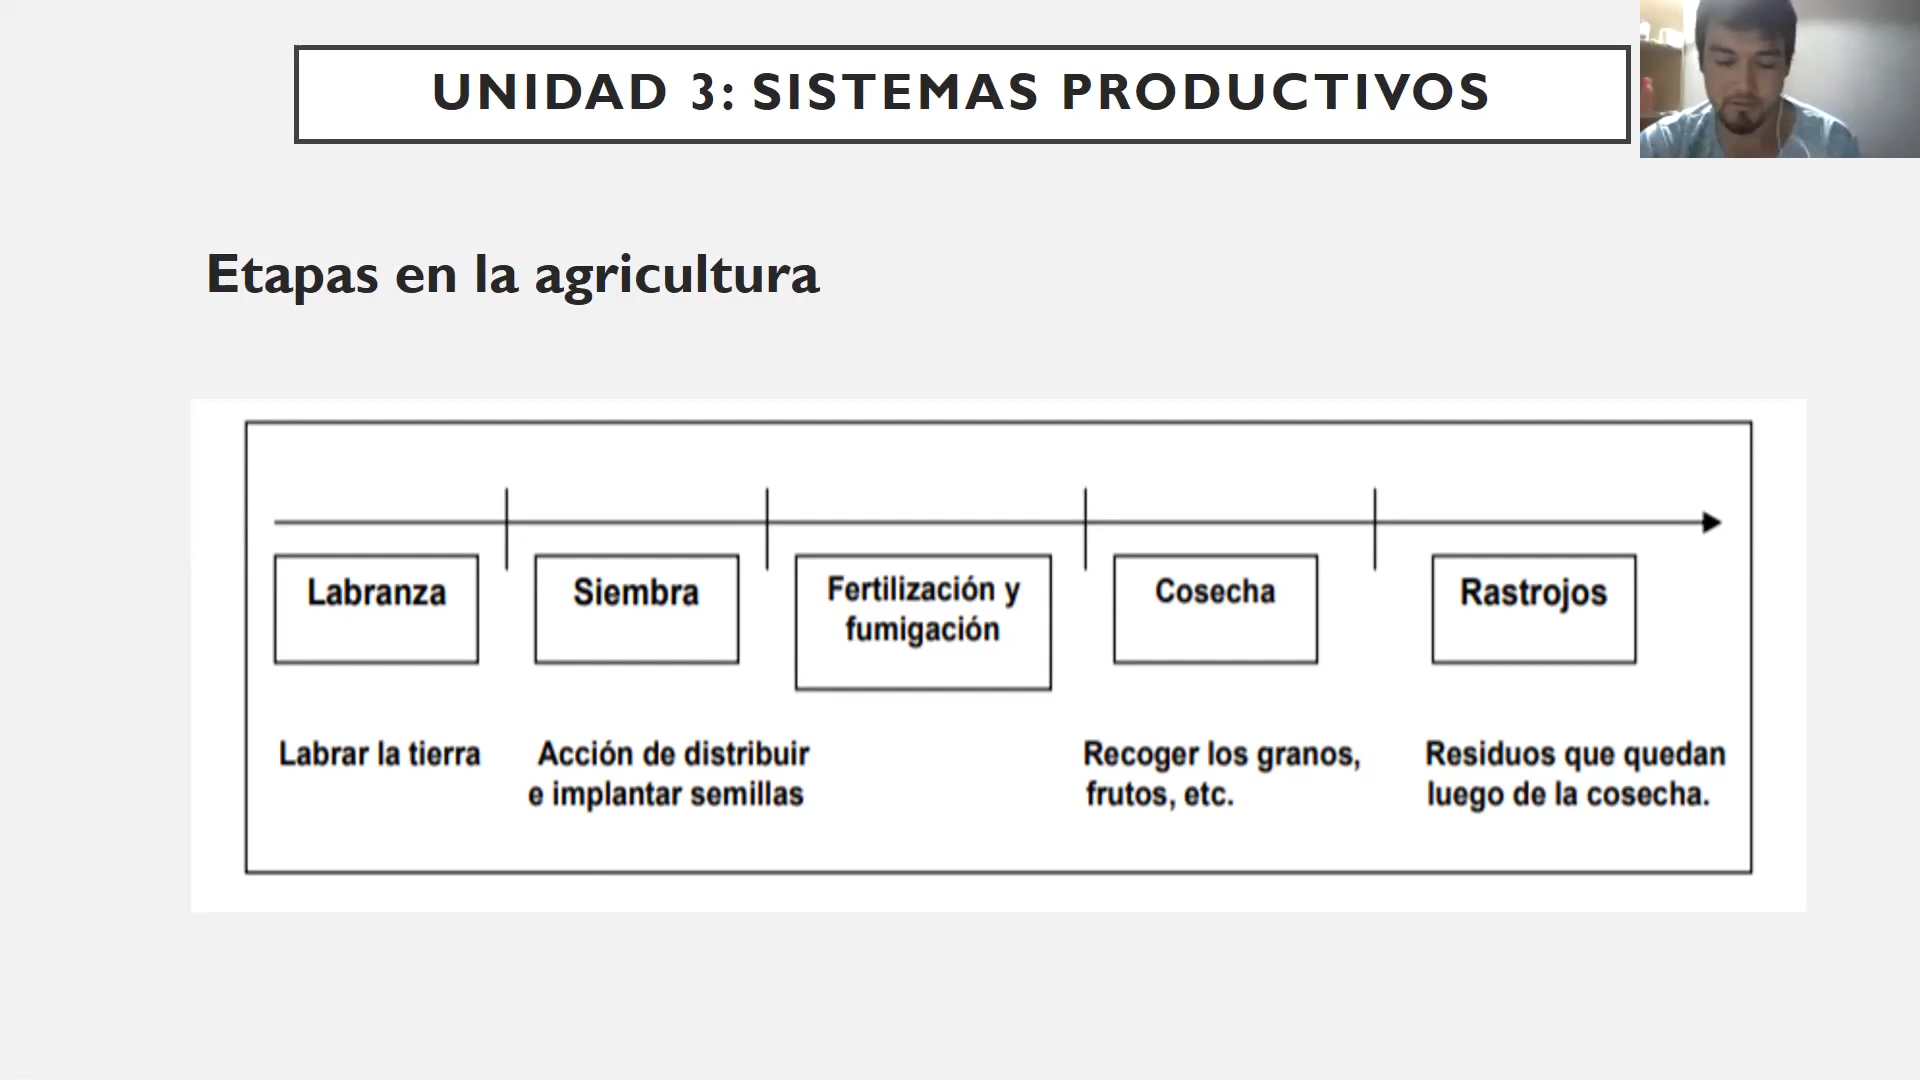 UNIDAD 3: SISTEMAS PRODUCTIVOS
Etapas en la agricultura
Labranza
Siembra
Fertilización y
fumigación
Cosecha
Rastrojos
Labrar la tierra
Acción de distribuir
e implantar semillas
Recoger los granos,
frutos, etc.
Residuos que quedan
luego de la cosecha.